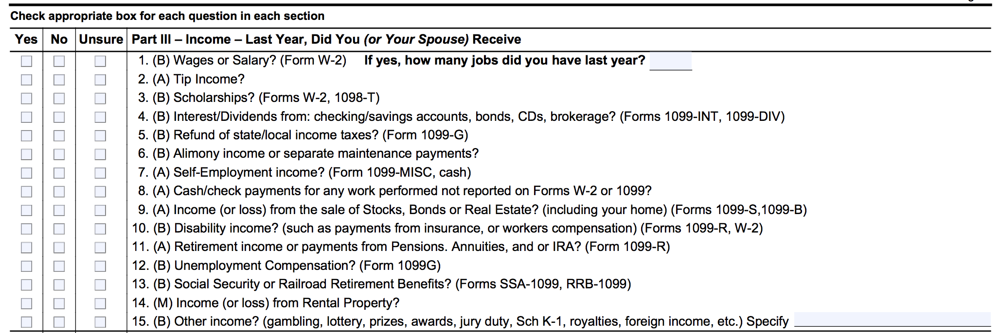 Check appropriate box for each question in each section
Yes No Unsure Part III – Income – Last Year, Did You (or Your Spouse) Receive
1. (B) Wages or Salary? (Form W-2) If yes, how many jobs did you have last year?
2. (A) Tip Income?
3. (B) Scholarships? (Forms W-2, 1098-T)
4. (B) Interest/Dividends from: checking/savings accounts, bonds, CDs, brokerage? (Forms 1099-INT, 1099-DIV)
5. (B) Refund of state/local income taxes? (Form 1099-G)
6. (B) Alimony income or separate maintenance payments?
7. (A) Self-Employment income? (Form 1099-MISC, cash)
8. (A) Cash/check payments for any work performed not reported on Forms W-2 or 1099?
9. (A) Income (or loss) from the sale of Stocks, Bonds or Real Estate? (including your home) (Forms 1099-S,1099-B)
10. (B) Disability income? (such as payments from insurance, or workers compensation) (Forms 1099-R, W-2)
11. (A) Retirement income or payments from Pensions. Annuities, and or IRA? (Form 1099-R)
12. (B) Unemployment Compensation? (Form 1099G)
13. (B) Social Security or Railroad Retirement Benefits? (Forms SSA-1099, RRB-1099)
14. (M) Income (or loss) from Rental Property?
15. (B) Other income? (gambling, lottery, prizes, awards, jury duty, Sch K-1, royalties, foreign income, etc.) Specify